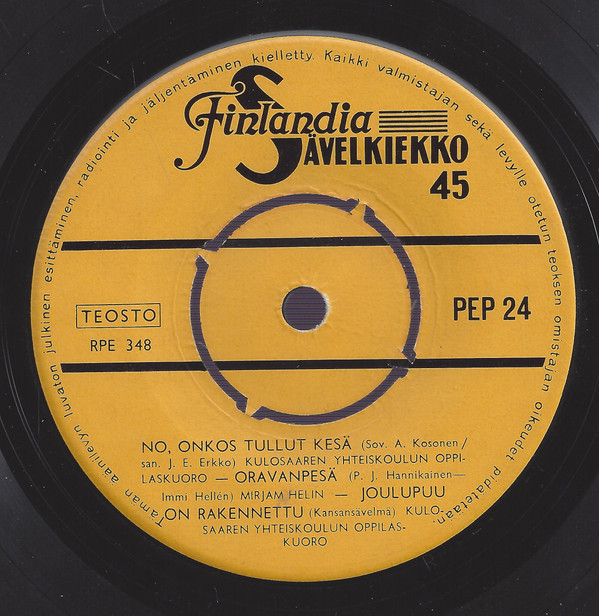 Tämän äänilevyn luvaton julkinen esittäminen, radiointi ja jäljentäminen kielletty. Kaikki valmistajan sekä levylle otetun teoksen omistajan oikeudet pidätetään.
Finlandia
SÄVELKIEKKO
45
TEOSTO
RPE 348
PEP 24
NO, ONKOS TULLUT KESÄ (Sov. A. Kosonen/
san. J. E. Erkko) KULOSAAREN YHTEISKOULUN OPPI-
LASKUORO — ORAVANPESÄ (P. J. Hannikainen—
Immi Hellén) MIRJAM HELIN — JOULUPUU
ON RAKENNETTU (Kansansävelmä) KULO-
SAAREN YHTEISKOULUN OPPILAS-
KUORO